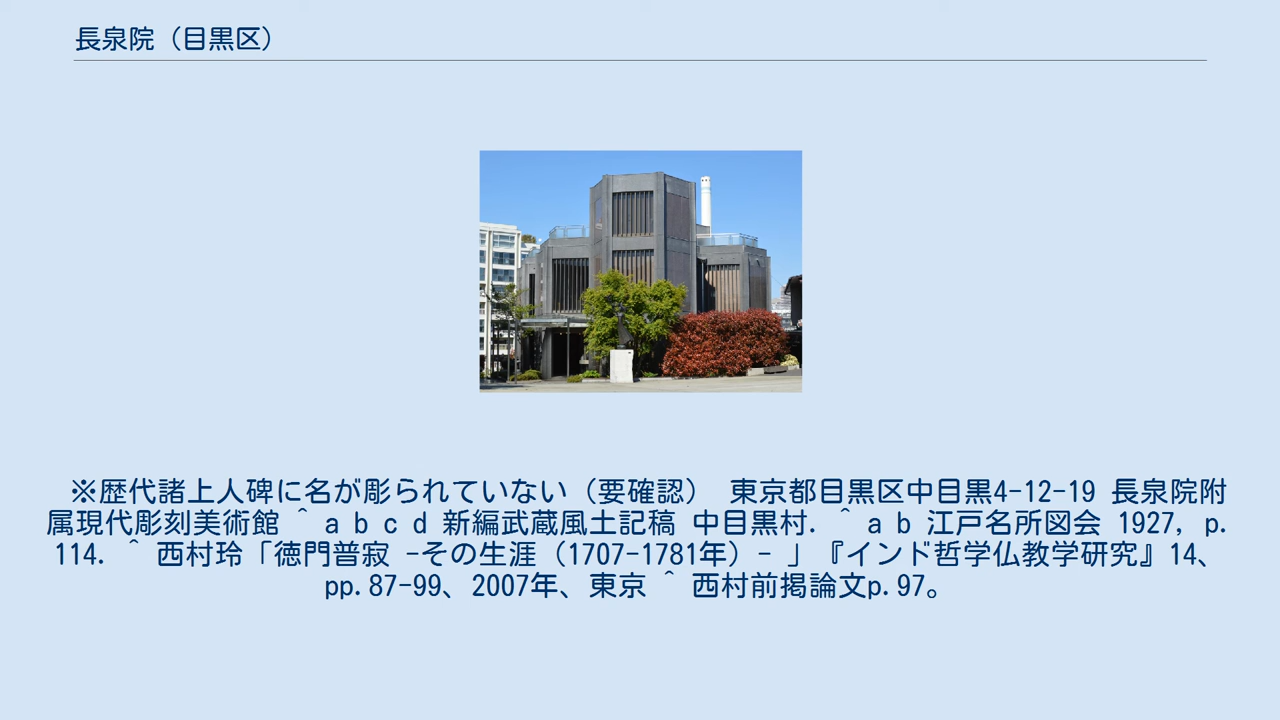 長泉院（目黒区）
※歴代諸上人碑に名が彫られていない（要確認） 東京都目黒区中目黒4-12-19 長泉院附
属現代彫刻美術館 ^ a b c d 新編武蔵風土記稿 中目黒村. ^ a b 江戸名所図会 1927, p.
114. ^ 西村玲「徳門普寂 -その生涯（1707-1781年）- 」『インド哲学仏教学研究』14、
pp.87-99、2007年、東京 ^ 西村前掲論文p.97。